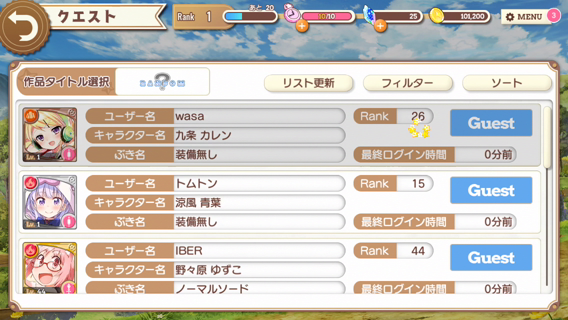 クエスト
Rank 1
あと 20
10/10
25
101,200
MENU 3
作品タイトル選択
RANDOM
リスト更新
フィルター
ソート
ユーザー名 wasa Rank 26
キャラクター名 九条 カレン
ぶき名 装備無し 最終ログイン時間 0分前
Guest
Lv. 1
ユーザー名 トムトン Rank 15
キャラクター名 涼風 青葉
ぶき名 装備無し 最終ログイン時間 0分前
Guest
Lv. 1
ユーザー名 IBER Rank 44
キャラクター名 野々原 ゆずこ
ぶき名 ノーマルソード 最終ログイン時間 0分前
Guest